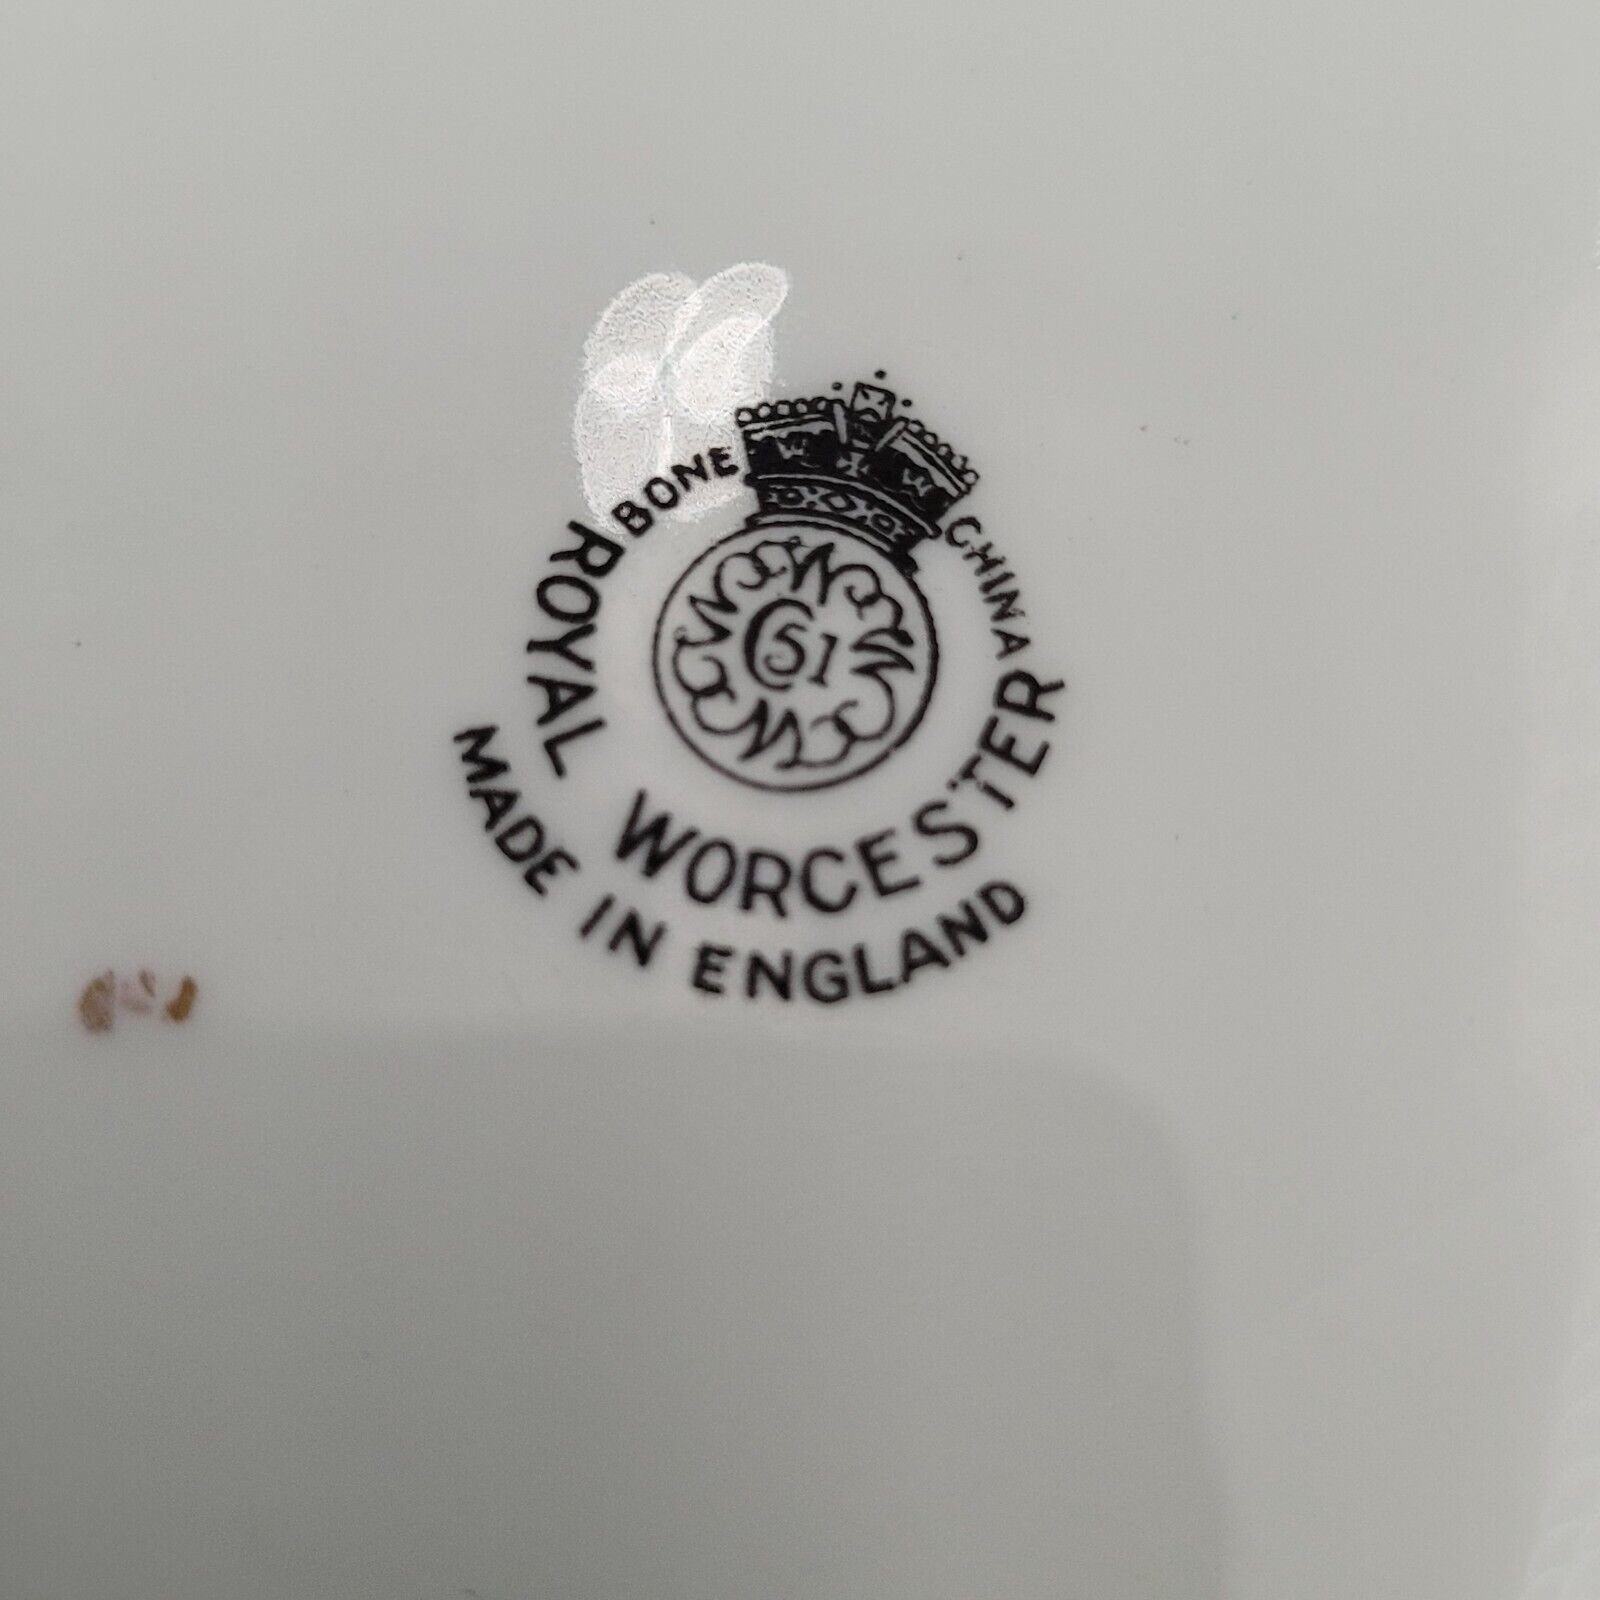 BONE CHINA
51
ROYAL WORCESTER
MADE IN ENGLAND